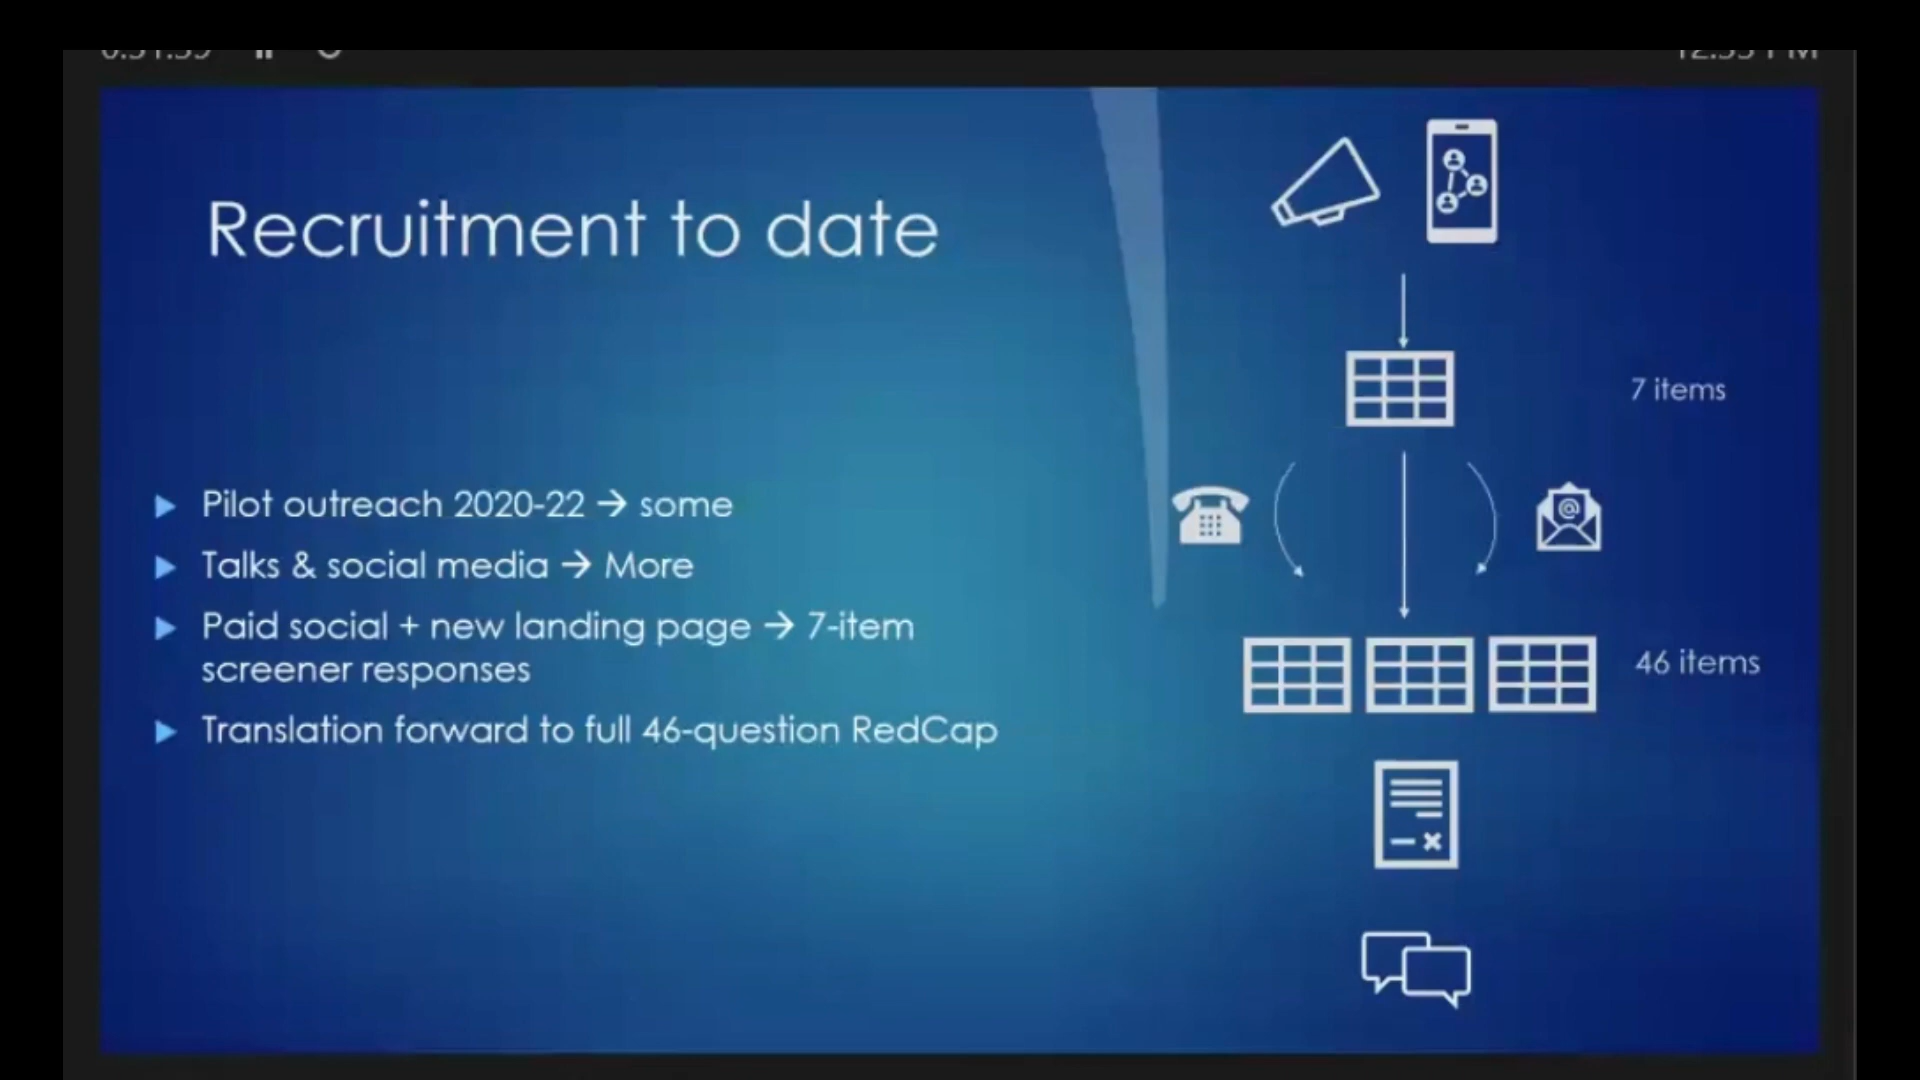 Recruitment to date
Pilot outreach 2020-22 → some
Talks & social media → More
Paid social + new landing page → 7-item
screener responses
Translation forward to full 46-question RedCap
7 items
46 items